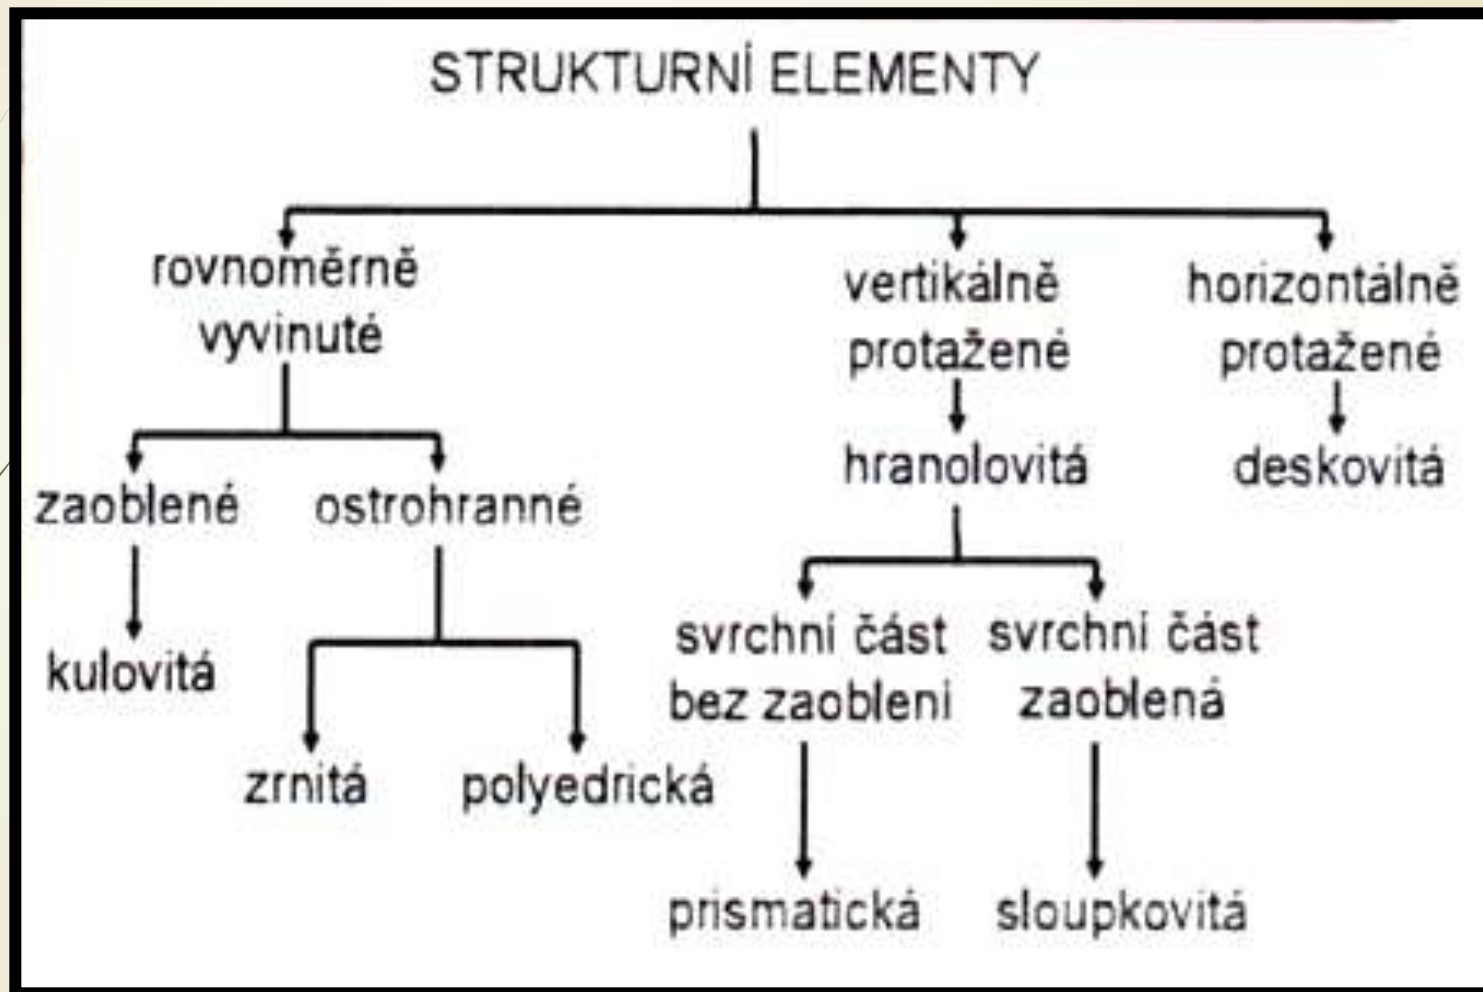 STRUKTURNÍ ELEMENTY
rovnoměrně
vyvinuté
vertikálně
protažené
horizontálně
protažené
zaoblené
ostrohranné
hranolovitá
deskovitá
kulovitá
svrchní část
bez zaoblení
svrchní část
zaoblená
zrnitá
polyedrická
prismatická
sloupkovitá